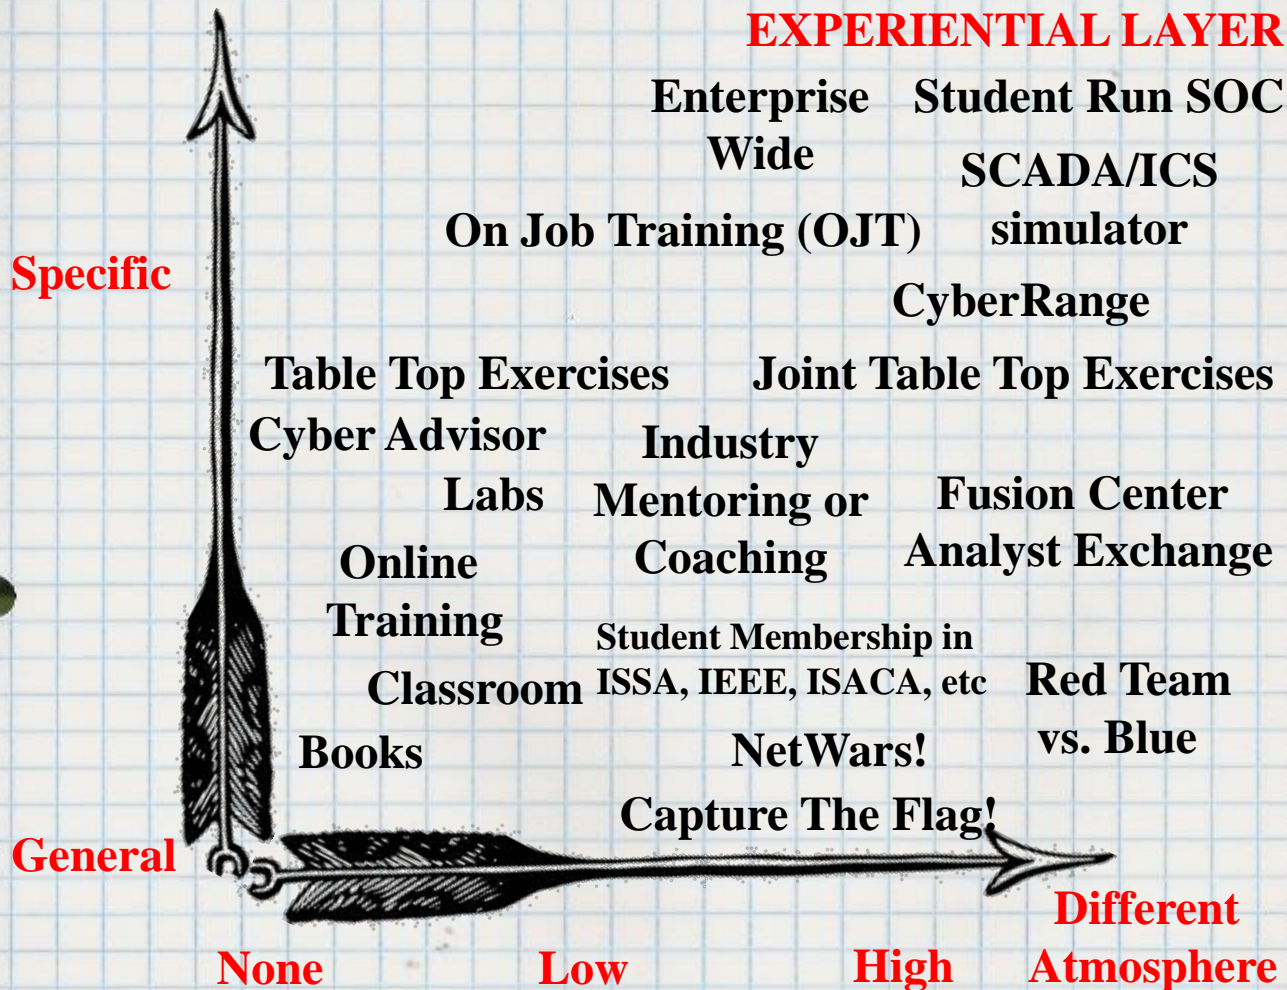 EXPERIENTIAL LAYER
Enterprise
Wide
Student Run SOC
SCADA/ICS
simulator
On Job Training (OJT)
Specific
CyberRange
Table Top Exercises
Joint Table Top Exercises
Cyber Advisor
Industry
Mentoring or
Coaching
Labs
Fusion Center
Analyst Exchange
Online
Training
Student Membership in
ISSA, IEEE, ISACA, etc
Classroom
Red Team
vs. Blue
Books
NetWars!
Capture The Flag!
General
Different
Atmosphere
None
Low
High